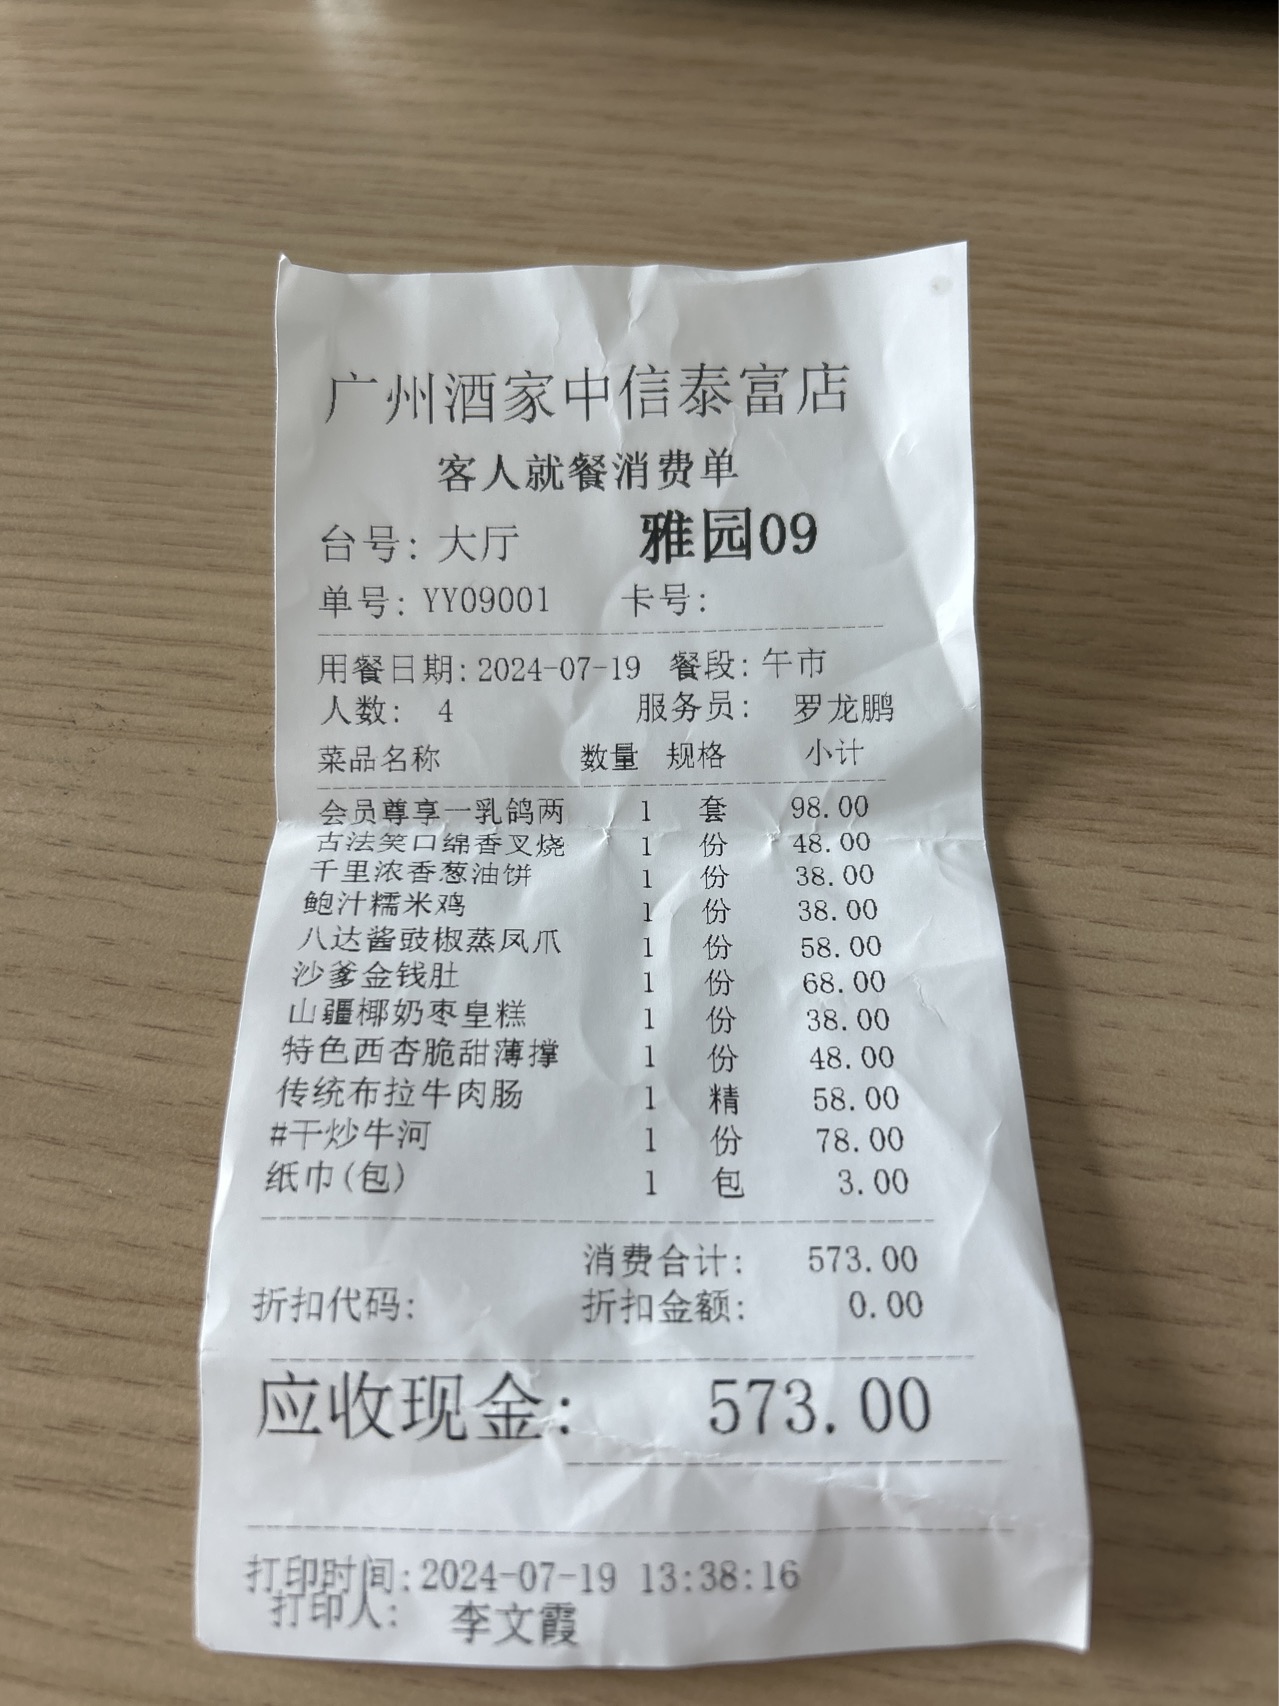 广州酒家中信泰富店
客人就餐消费单
台号: 大厅 雅园09
单号: YY09001 卡号:
用餐日期: 2024-07-19 餐段: 午市
人数: 4 服务员: 罗龙鹏
菜品名称 数量 规格 小计
会员尊享一乳鸽两 1 套 98.00
古法笑口绵香叉烧 1 份 48.00
千里浓香葱油饼 1 份 38.00
鲍汁糯米鸡 1 份 38.00
八达酱豉椒蒸凤爪 1 份 58.00
沙爹金钱肚 1 份 68.00
山疆椰奶枣皇糕 1 份 38.00
特色西杏脆甜薄撑 1 份 48.00
传统布拉牛肉肠 1 精 58.00
#干炒牛河 1 份 78.00
纸巾(包) 1 包 3.00
消费合计: 573.00
折扣代码: 折扣金额: 0.00
应收现金: 573.00
打印时间: 2024-07-19 13:38:16
打印人: 李文霞